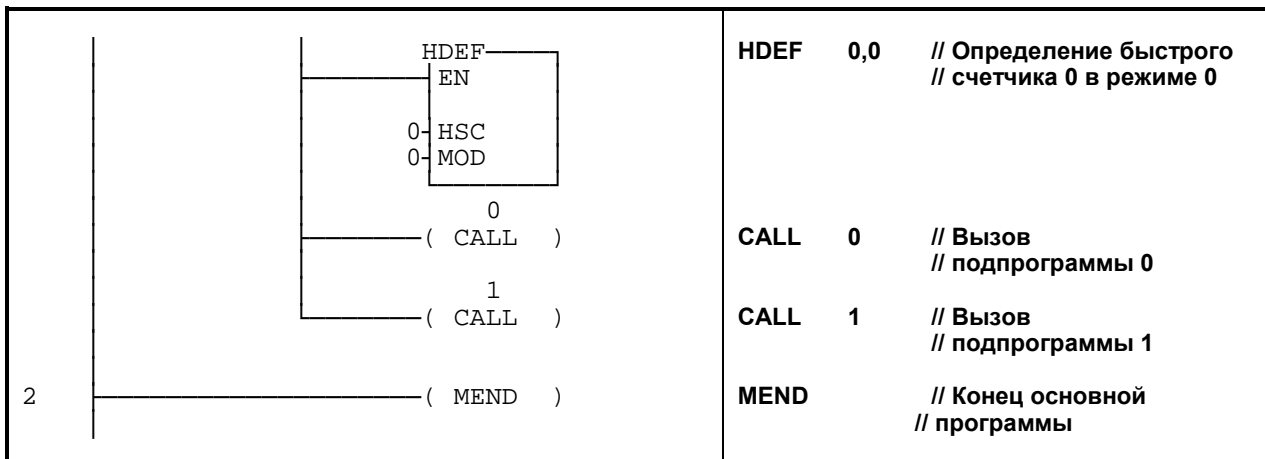 HDEF
EN
0 HSC
0 MOD
0
( CALL )
1
( CALL )
2 ( MEND )
HDEF 0,0 // Определение быстрого
// счетчика 0 в режиме 0
CALL 0 // Вызов
// подпрограммы 0
CALL 1 // Вызов
// подпрограммы 1
MEND // Конец основной
// программы